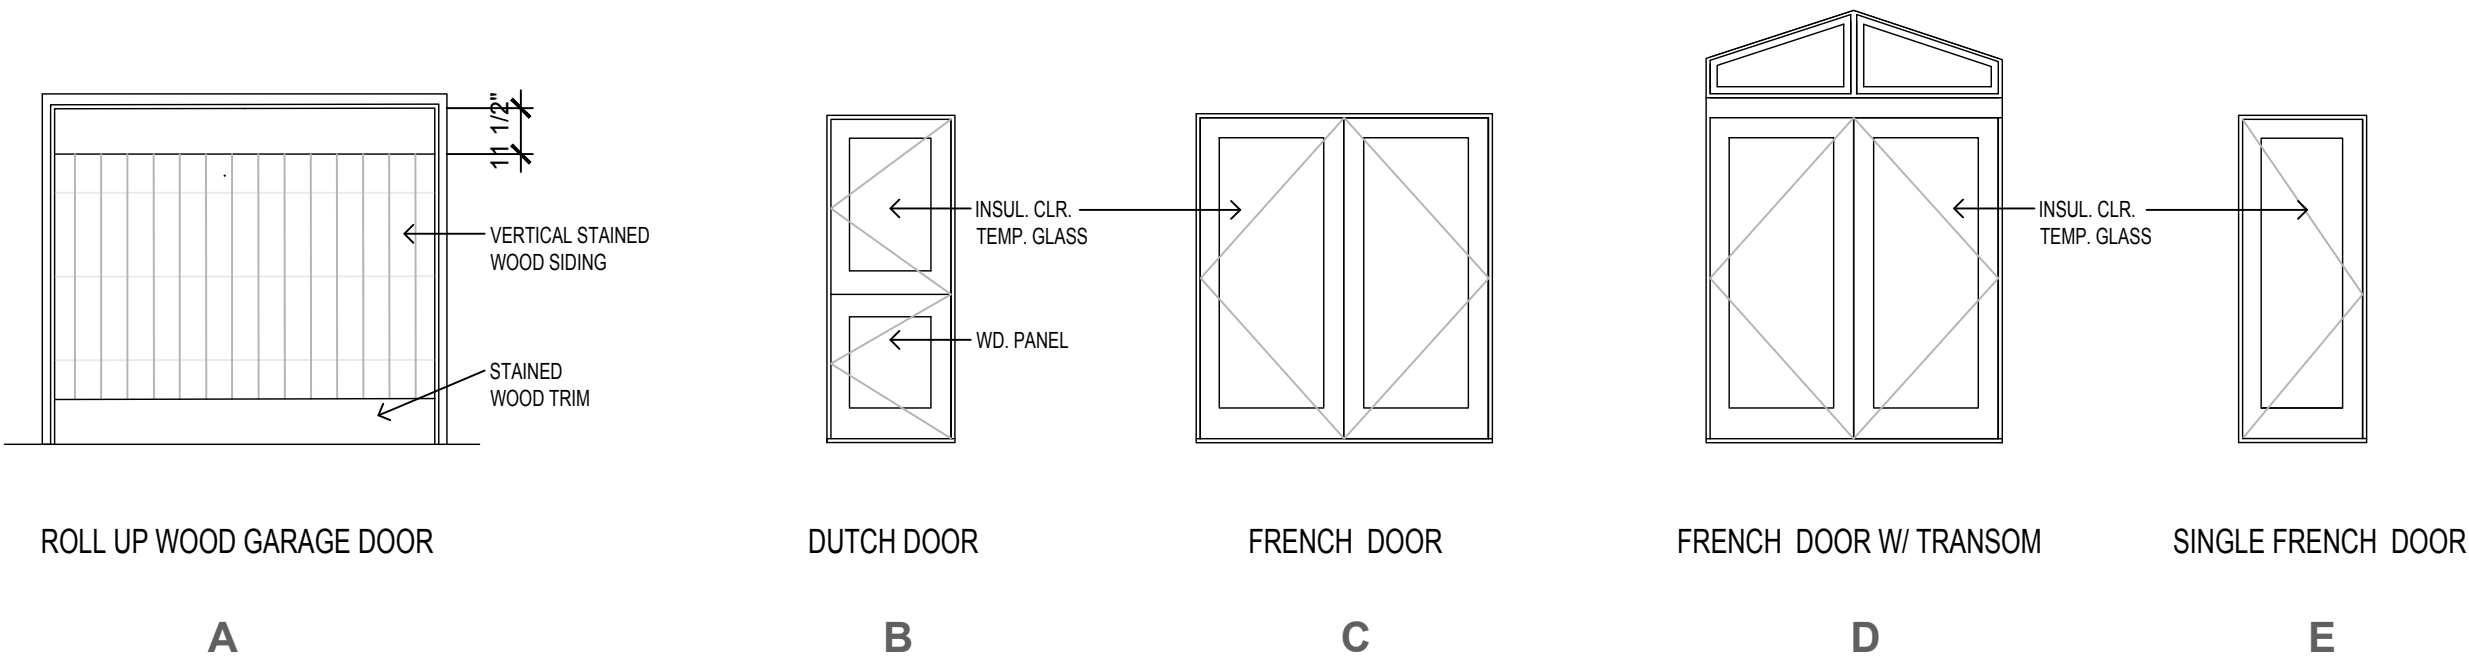 11 1/2"
VERTICAL STAINED
WOOD SIDING
STAINED
WOOD TRIM
INSUL. CLR.
TEMP. GLASS
WD. PANEL
INSUL. CLR.
TEMP. GLASS
ROLL UP WOOD GARAGE DOOR
DUTCH DOOR
FRENCH DOOR
FRENCH DOOR W/ TRANSOM
SINGLE FRENCH DOOR
A
B
C
D
E